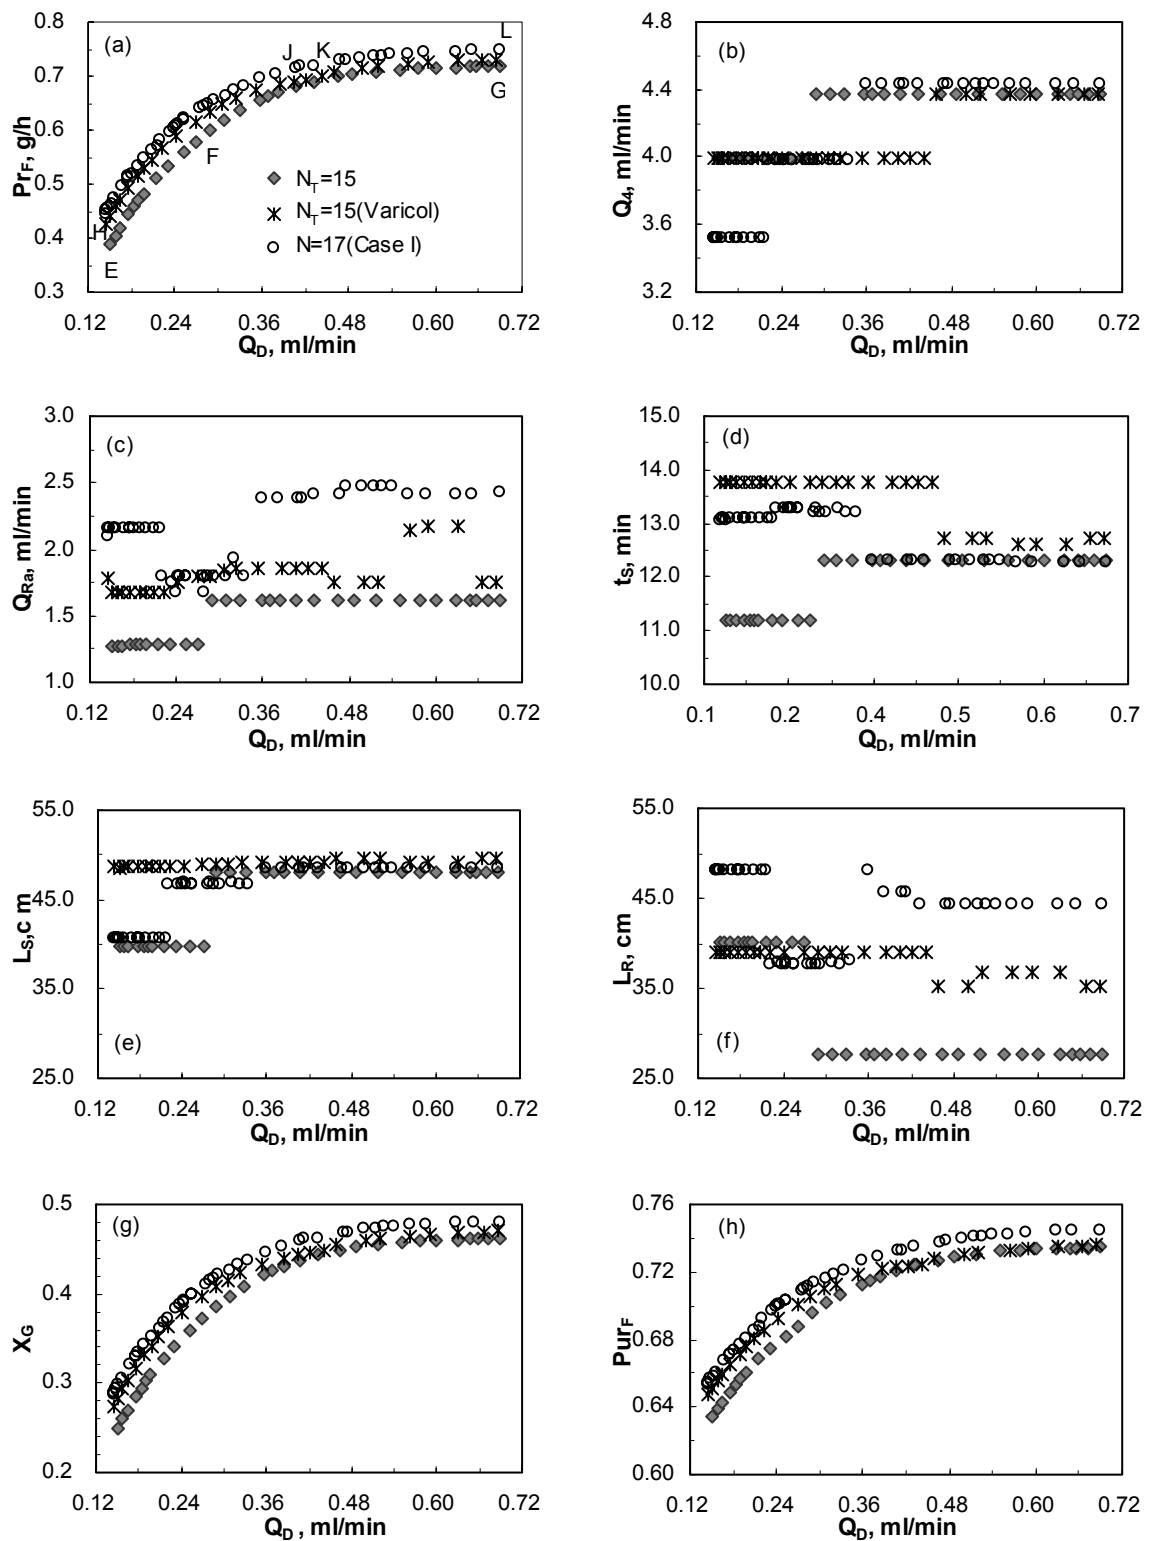 (a)
0.8
0.7
0.6
0.5
0.4
0.3
Pr_F, g/h
J K L
G
F
H
E
N_T=15
N_T=15(Varicol)
N=17(Case I)
0.12 0.24 0.36 0.48 0.60 0.72
Q_D, ml/min
(b)
4.8
4.4
4.0
3.6
3.2
Q_4, ml/min
0.12 0.24 0.36 0.48 0.60 0.72
Q_D, ml/min
(c)
3.0
2.5
2.0
1.5
1.0
Q_Ra, ml/min
0.12 0.24 0.36 0.48 0.60 0.72
Q_D, ml/min
(d)
15.0
14.0
13.0
12.0
11.0
10.0
t_S, min
0.1 0.2 0.4 0.5 0.6 0.7
Q_D, ml/min
(e)
55.0
45.0
35.0
25.0
L_S,c m
0.12 0.24 0.36 0.48 0.60 0.72
Q_D, ml/min
(f)
55.0
45.0
35.0
25.0
L_R, cm
0.12 0.24 0.36 0.48 0.60 0.72
Q_D, ml/min
(g)
0.5
0.4
0.3
0.2
X_G
0.12 0.24 0.36 0.48 0.60 0.72
Q_D , ml/min
(h)
0.76
0.72
0.68
0.64
0.60
Pur_F
0.12 0.24 0.36 0.48 0.60 0.72
Q_D, ml/min